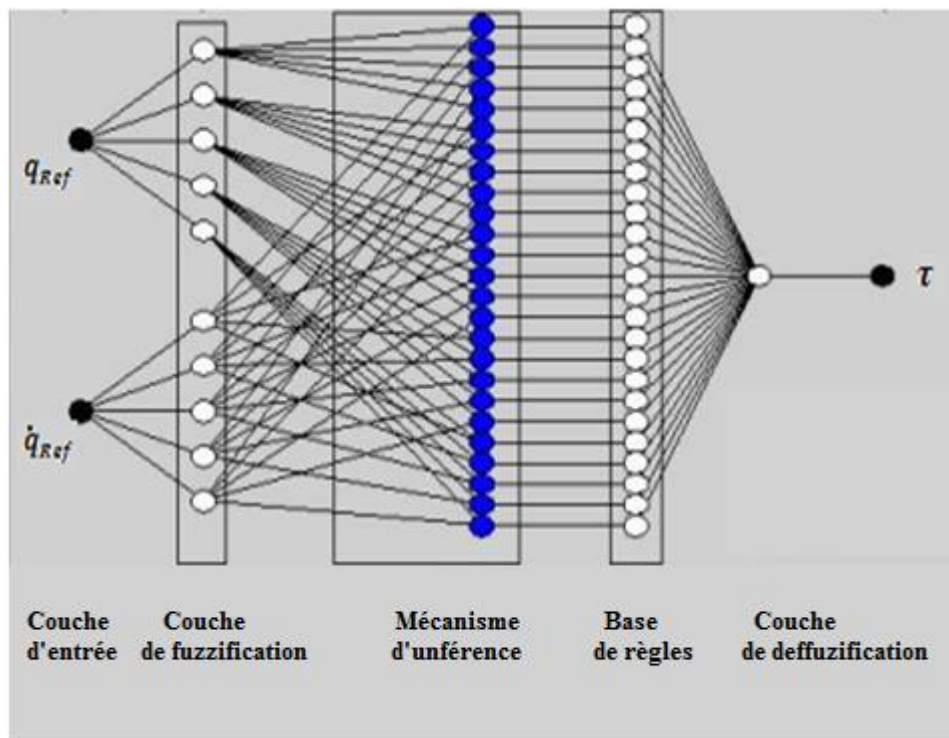 q_Ref
q̇_Ref
τ
Couche
d'entrée
Couche
de fuzzification
Mécanisme
d'unférence
Base
de règles
Couche
de deffuzification